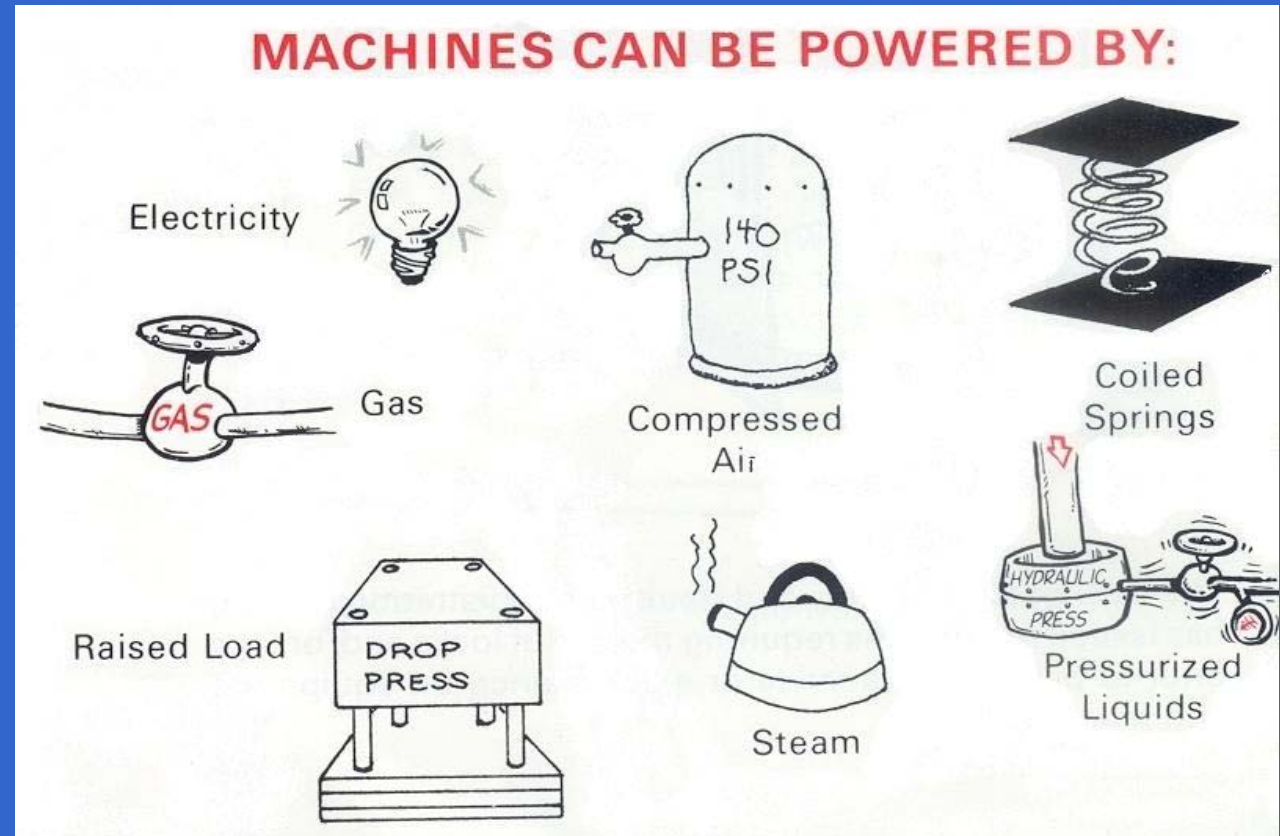 MACHINES CAN BE POWERED BY:
Electricity
140
PSI
GAS
Gas
Compressed
Air
Coiled
Springs
DROP
PRESS
Raised Load
Steam
HYDRAULIC
PRESS
Pressurized
Liquids